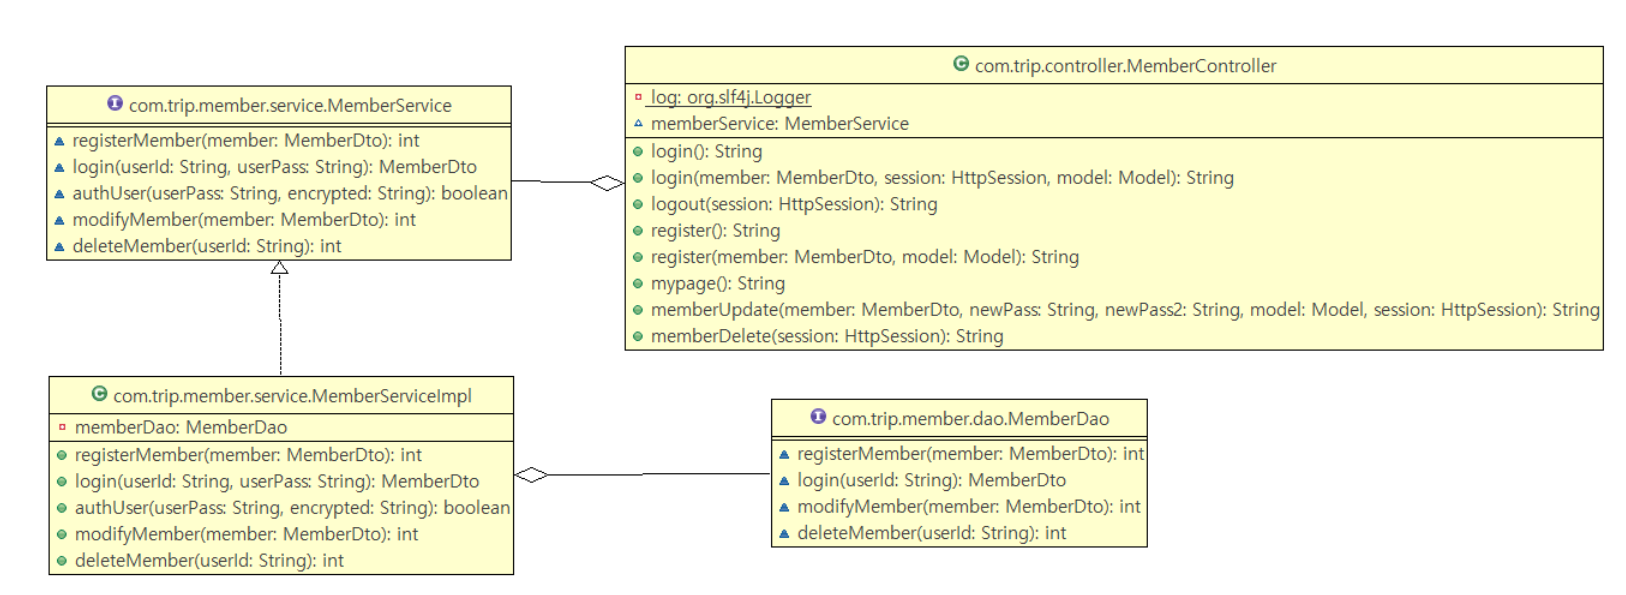 com.trip.member.service.MemberService
registerMember(member: MemberDto): int
login(userId: String, userPass: String): MemberDto
authUser(userPass: String, encrypted: String): boolean
modifyMember(member: MemberDto): int
deleteMember(userId: String): int
com.trip.controller.MemberController
log: org.slf4j.Logger
memberService: MemberService
login(): String
login(member: MemberDto, session: HttpSession, model: Model): String
logout(session: HttpSession): String
register(): String
register(member: MemberDto, model: Model): String
mypage(): String
memberUpdate(member: MemberDto, newPass: String, newPass2: String, model: Model, session: HttpSession): String
memberDelete(session: HttpSession): String
com.trip.member.service.MemberServiceImpl
memberDao: MemberDao
registerMember(member: MemberDto): int
login(userId: String, userPass: String): MemberDto
authUser(userPass: String, encrypted: String): boolean
modifyMember(member: MemberDto): int
deleteMember(userId: String): int
com.trip.member.dao.MemberDao
registerMember(member: MemberDto): int
login(userId: String): MemberDto
modifyMember(member: MemberDto): int
deleteMember(userId: String): int